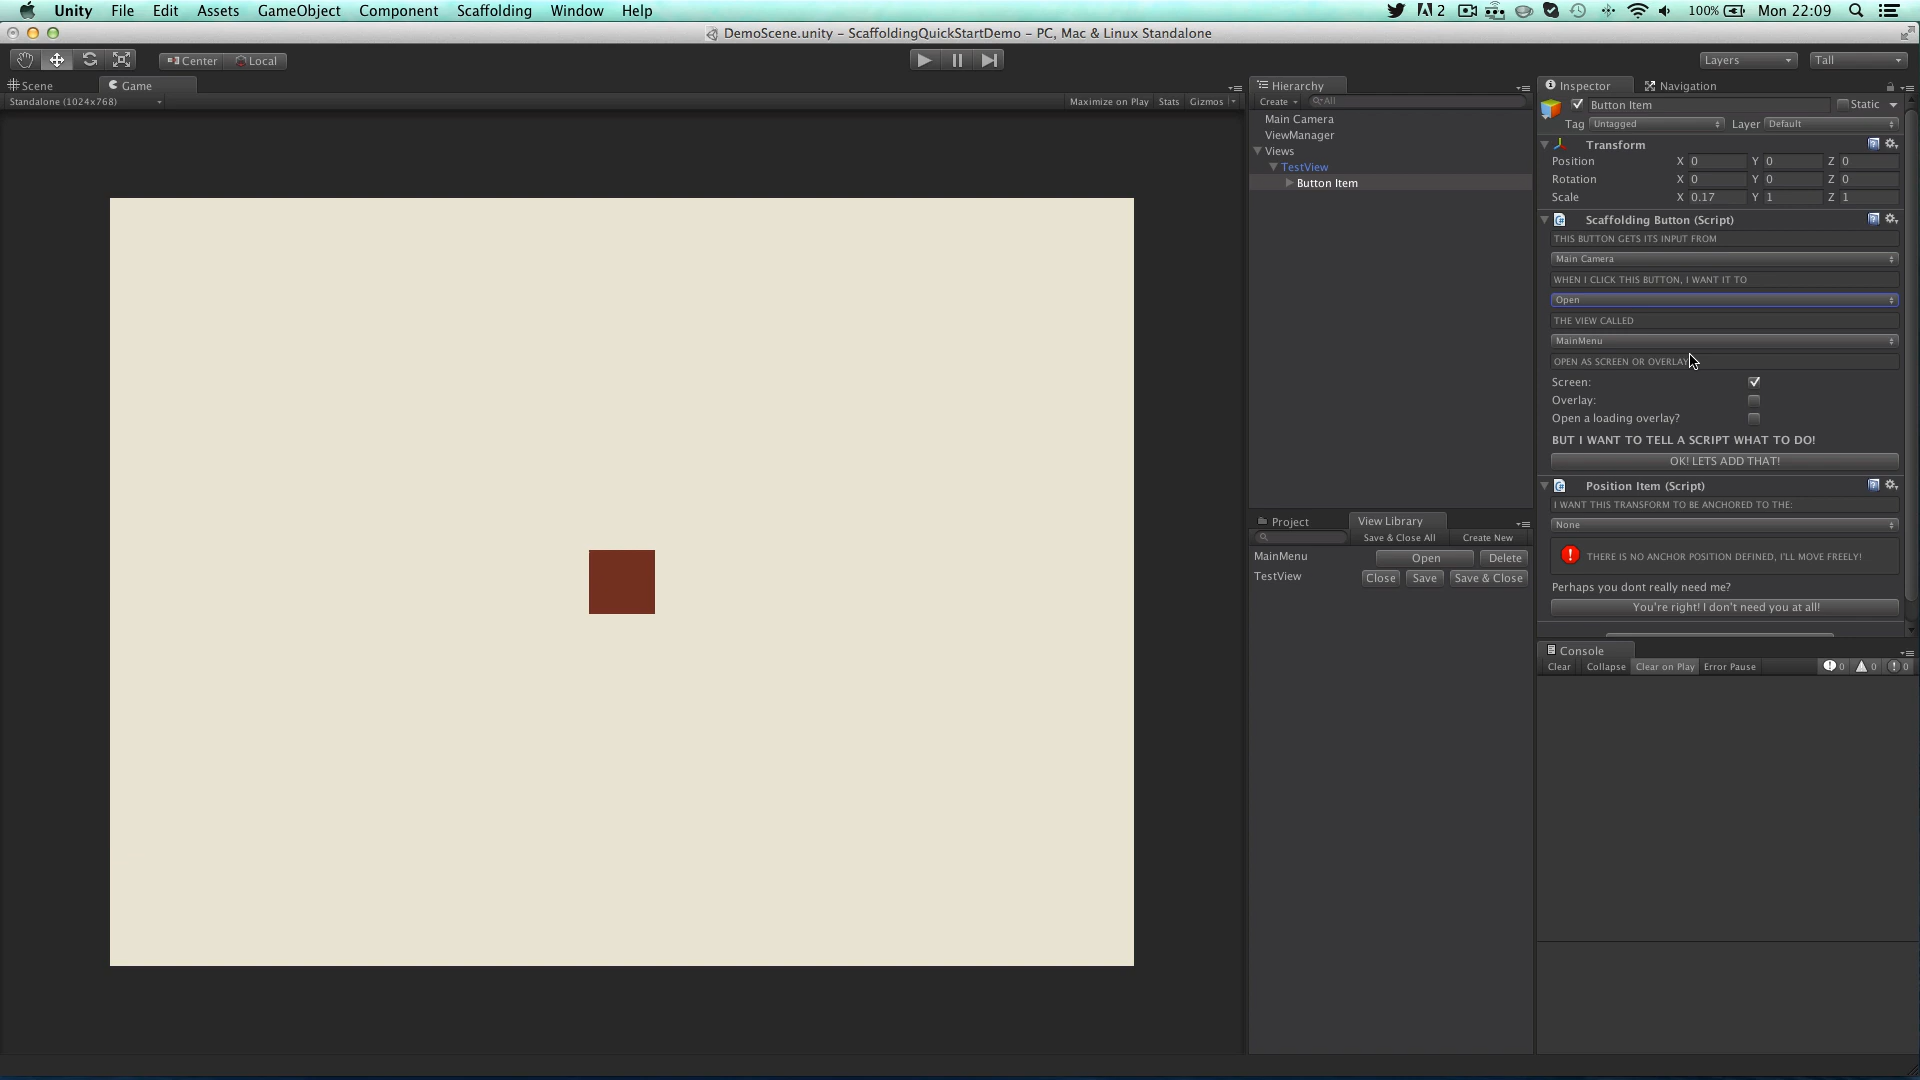 Unity File Edit Assets GameObject Component Scaffolding Window Help 2 100% Mon 22:09
DemoScene.unity - ScaffoldingQuickStartDemo - PC, Mac & Linux Standalone
Center Local Layers Tall
Scene Game
Standalone (1024x768) Maximize on Play Stats Gizmos
Hierarchy
Create All
Main Camera
ViewManager
Views
TestView
Button Item
Project View Library
Save & Close All Create New
MainMenu Open Delete
TestView Close Save Save & Close
Inspector Navigation
Button Item Static
Tag Untagged Layer Default
Transform
Position X 0 Y 0 Z 0
Rotation X 0 Y 0 Z 0
Scale X 0.17 Y 1 Z 1
Scaffolding Button (Script)
THIS BUTTON GETS ITS INPUT FROM
Main Camera
WHEN I CLICK THIS BUTTON, I WANT IT TO
Open
THE VIEW CALLED
MainMenu
OPEN AS SCREEN OR OVERLAY
Screen:
Overlay:
Open a loading overlay?
BUT I WANT TO TELL A SCRIPT WHAT TO DO!
OK! LETS ADD THAT!
Position Item (Script)
I WANT THIS TRANSFORM TO BE ANCHORED TO THE:
None
THERE IS NO ANCHOR POSITION DEFINED, I'LL MOVE FREELY!
Perhaps you dont really need me?
You're right! I don't need you at all!
Console
Clear Collapse Clear on Play Error Pause 0 0 0